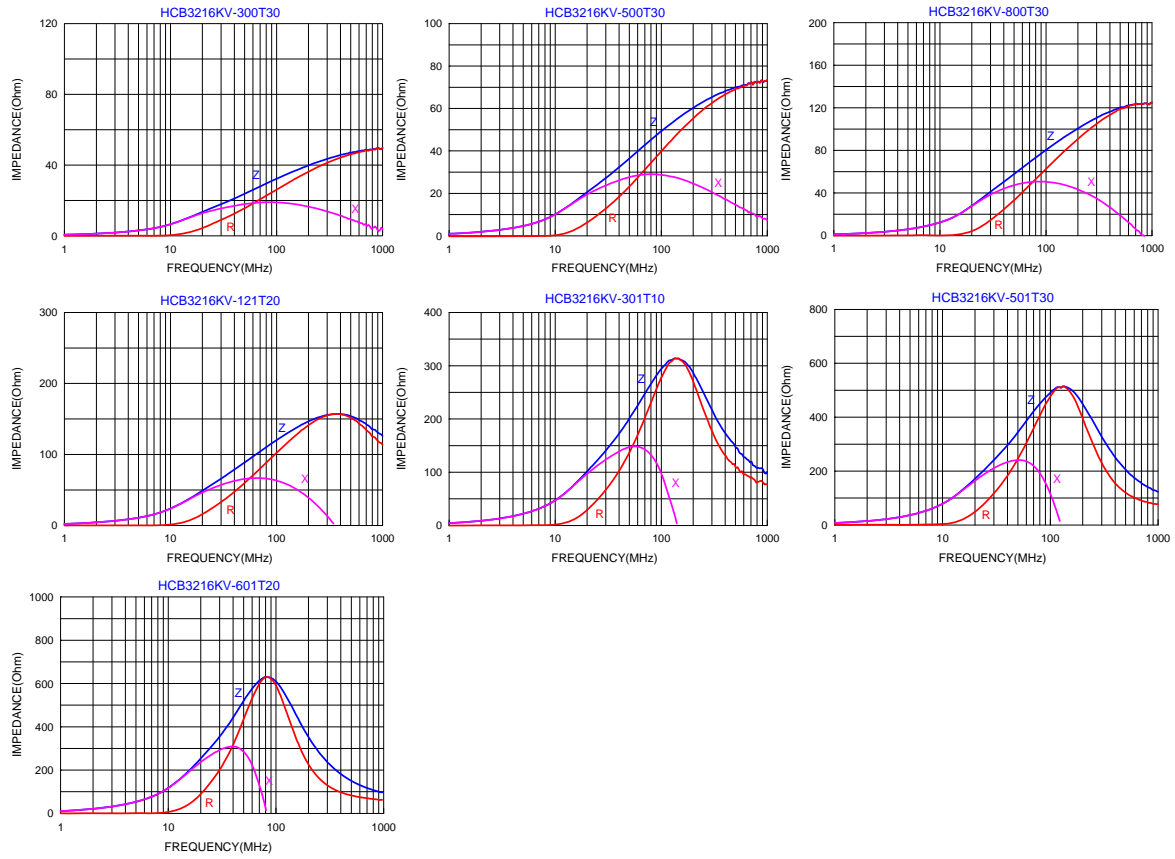 HCB3216KV-300T30
IMPEDANCE(Ohm)
120
80
40
0
Z
X
R
1
10
100
1000
FREQUENCY(MHz)
HCB3216KV-500T30
IMPEDANCE(Ohm)
100
80
60
40
20
0
Z
X
R
1
10
100
1000
FREQUENCY(MHz)
HCB3216KV-800T30
IMPEDANCE(Ohm)
200
160
120
80
40
0
Z
X
R
1
10
100
1000
FREQUENCY(MHz)
HCB3216KV-121T20
IMPEDANCE(Ohm)
300
200
150
100
0
Z
X
R
1
10
100
1000
FREQUENCY(MHz)
HCB3216KV-301T10
IMPEDANCE(Ohm)
400
300
200
150
100
0
Z
X
R
1
10
100
1000
FREQUENCY(MHz)
HCB3216KV-501T30
IMPEDANCE(Ohm)
800
600
400
200
0
Z
X
R
1
10
100
1000
FREQUENCY(MHz)
HCB3216KV-601T20
IMPEDANCE(Ohm)
1000
800
600
400
200
0
Z
X
R
1
10
100
1000
FREQUENCY(MHz)